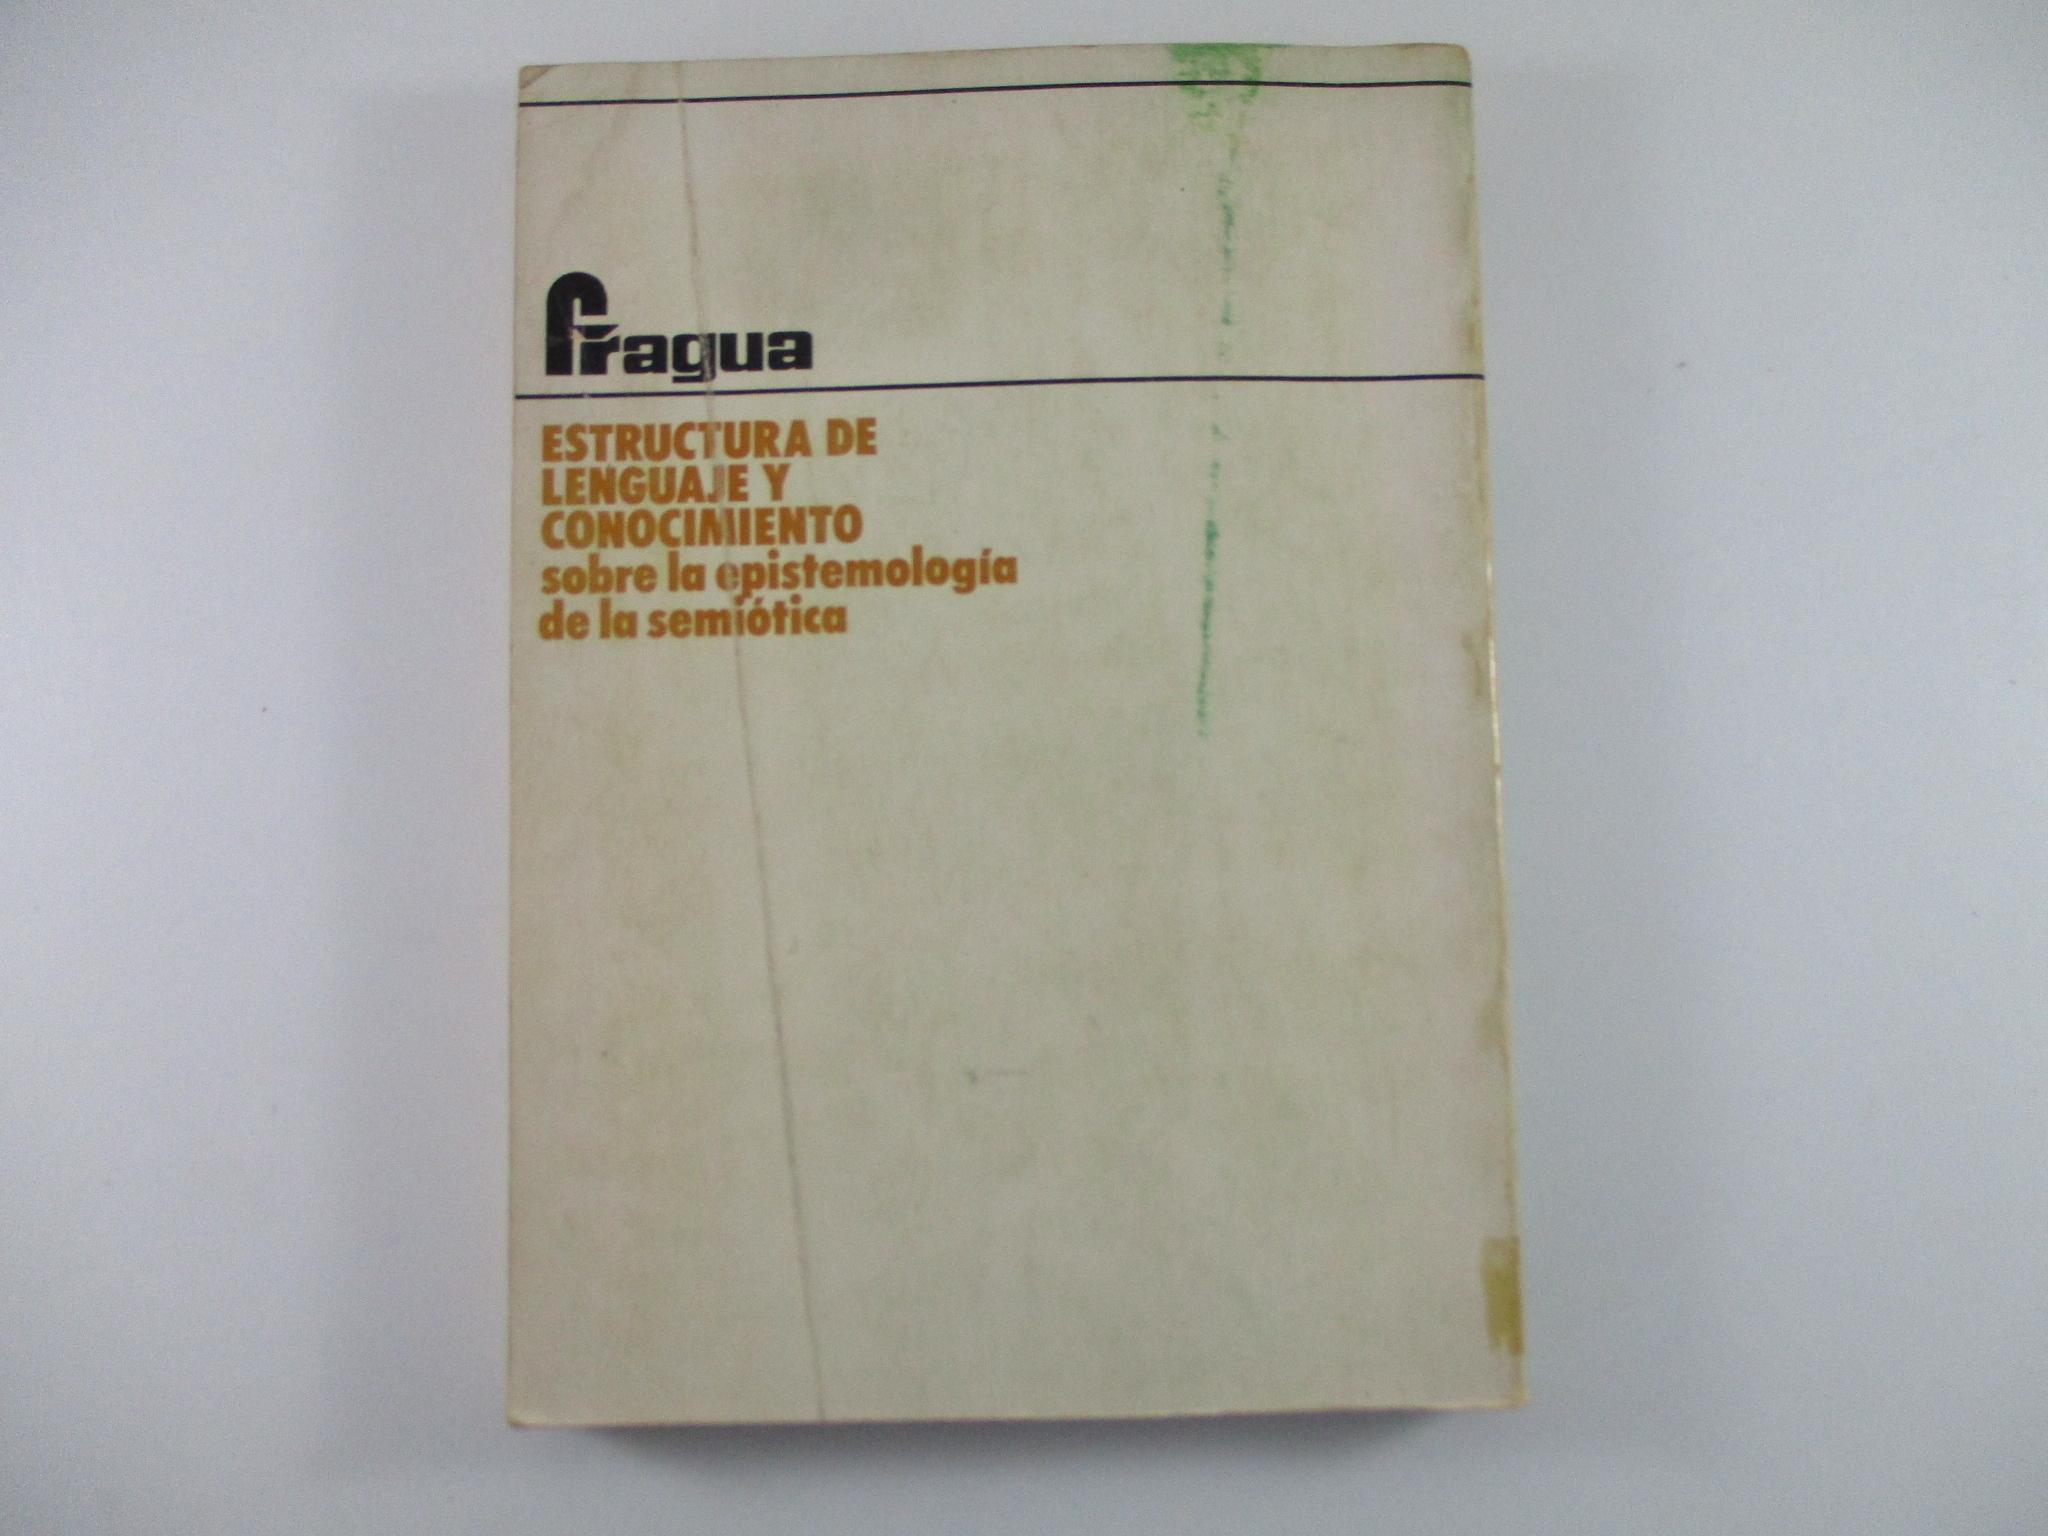 fragua
ESTRUCTURA DE
LENGUAJE Y
CONOCIMIENTO
sobre la epistemología
de la semiótica